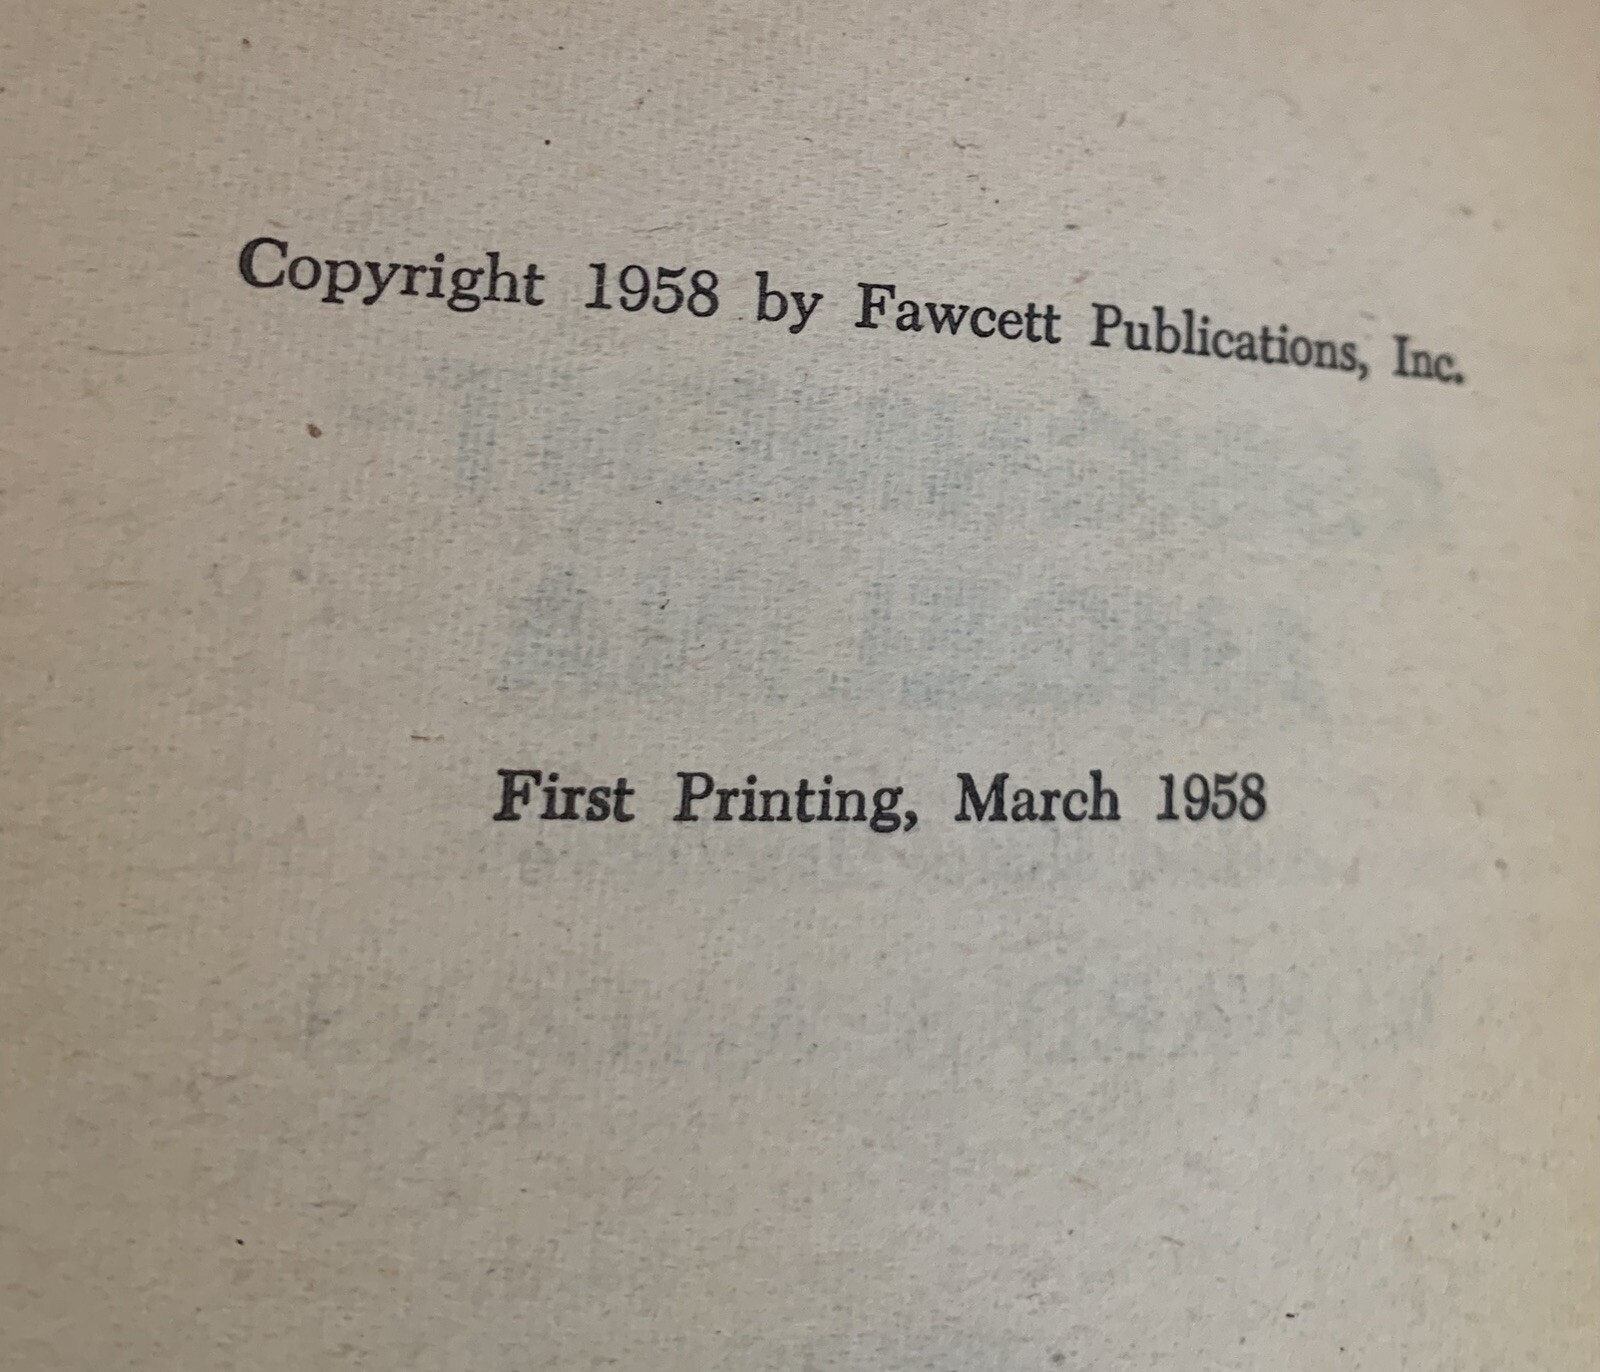 Copyright 1958 by Fawcett Publications, Inc.
First Printing, March 1958